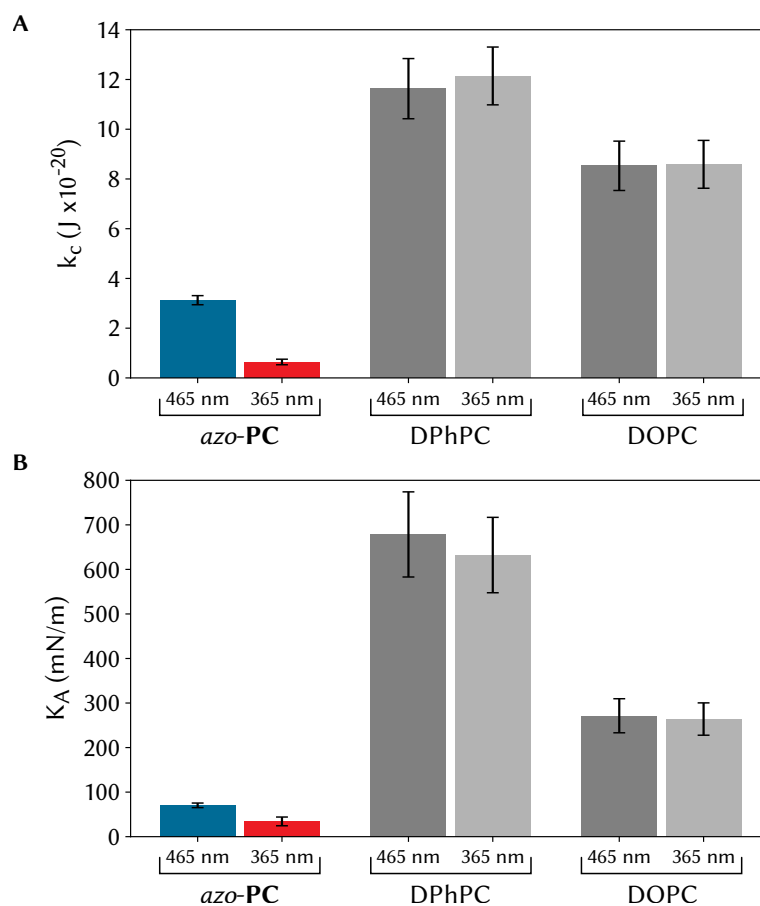 A
14
12
10
8
6
4
2
0
k_c (J x10^-20)
465 nm 365 nm 465 nm 365 nm 465 nm 365 nm
azo-PC DPhPC DOPC
B
800
700
600
500
400
300
200
100
0
K_A (mN/m)
465 nm 365 nm 465 nm 365 nm 465 nm 365 nm
azo-PC DPhPC DOPC